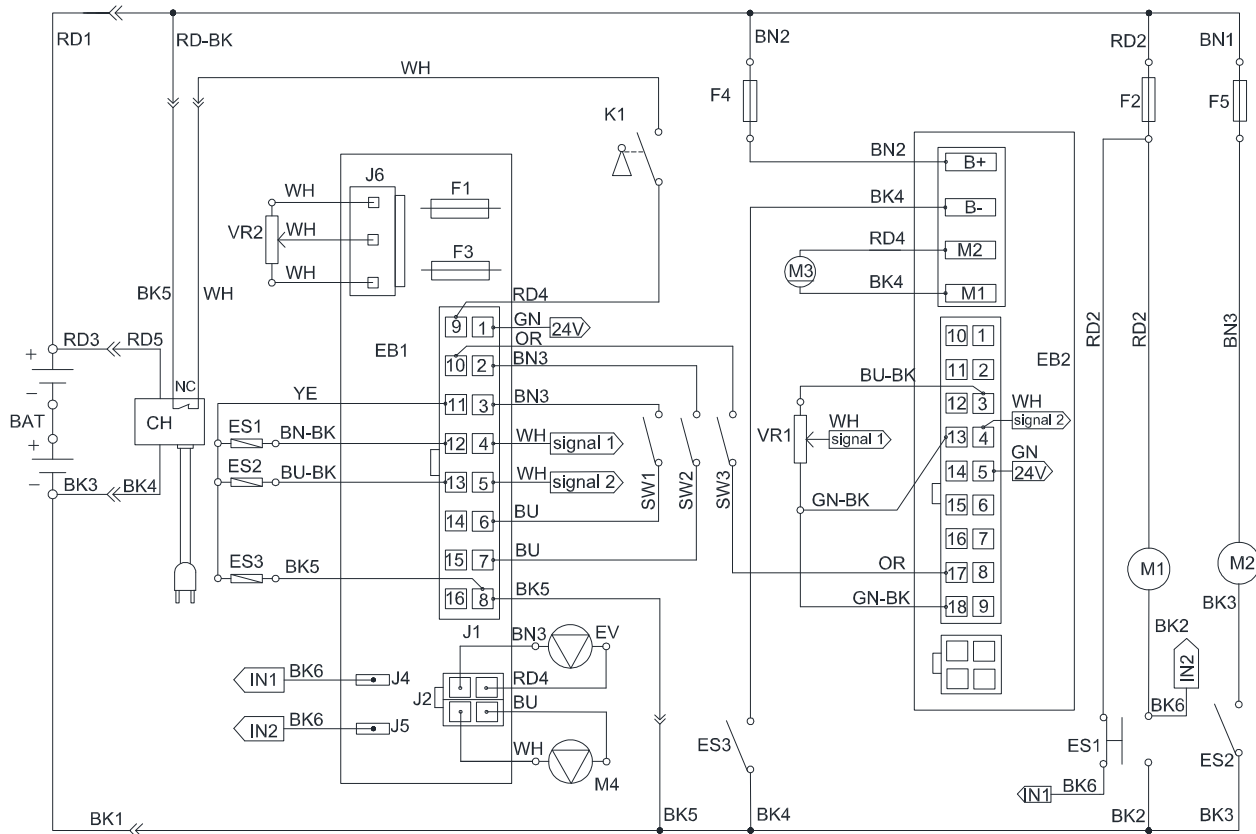 RD1 RD-BK BN2 RD2 BN1
WH
F4 F2 F5
K1
BN2 B+
J6 F1
WH
BK4 B-
VR2 WH
RD4 M2
F3
WH M3
BK4 M1
BK5 WH RD4
9 1 GN 24V
OR
RD3 RD5 EB1 10 1 RD2 RD2 BN3
+ 10 2 BN3 EB2
- NC BU-BK 11 2
YE 11 3 BN3 12 3 WH signal 2
BAT CH ES1 BN-BK 12 4 WH signal 1 VR1 WH signal 1 13 4
+ ES2 BU-BK 13 5 WH signal 2 GN
- 14 5 24V
BK3 BK4 14 6 BU SW1 SW2 SW3 GN-BK 15 6
15 7 BU 16 7
ES3 BK5 OR 17 8 M1 M2
16 8 BK5 GN-BK 18 9 BK3
J1
BN3 EV BK2
IN1 BK6 J4 RD4 IN2
J2 BU
IN2 BK6 J5 BK6
WH ES3 ES1 ES2
M4 IN1 BK6
BK1 BK5 BK4 BK2 BK3